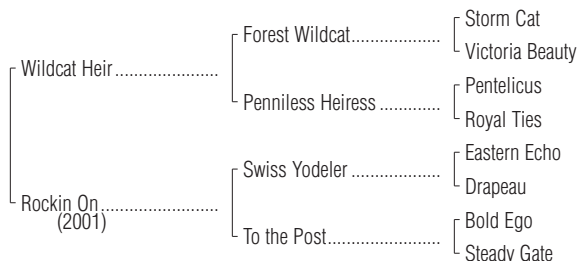 Storm Cat
Forest Wildcat....................
Victoria Beauty
Wildcat Heir.......................
Pentelicus
Penniless Heiress..............
Royal Ties
Eastern Echo
Swiss Yodeler....................
Drapeau
Rockin On..........................
(2001)
Bold Ego
To the Post.........................
Steady Gate